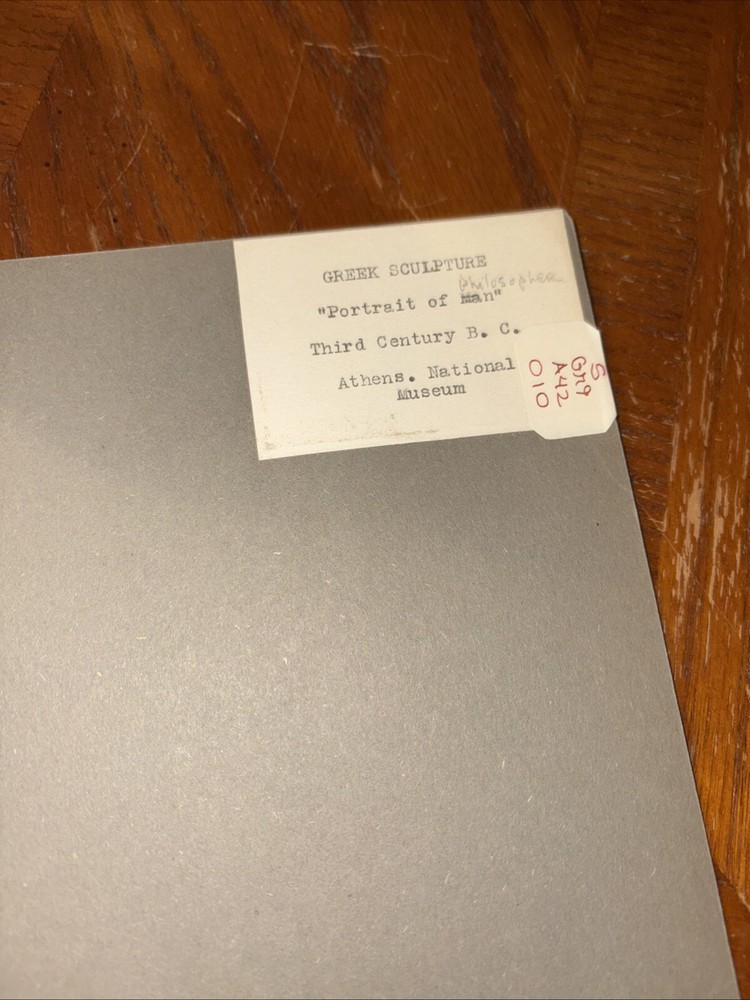 GREEK SCULPTURE
philosopher
"Portrait of Man"
Third Century B. C.
Athens. National
Museum
S
Gr9
A42
010